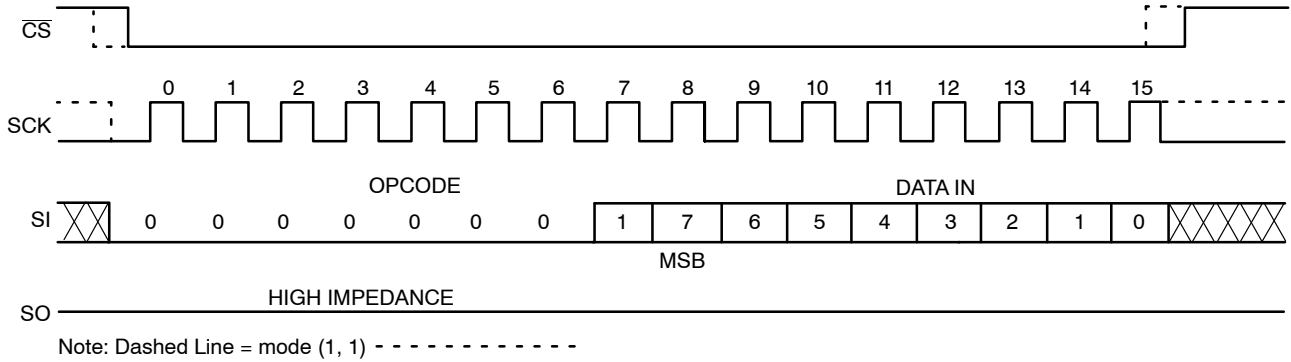 CS
0 1 2 3 4 5 6 7 8 9 10 11 12 13 14 15
SCK
OPCODE DATA IN
SI 0 0 0 0 0 0 0 1 7 6 5 4 3 2 1 0
MSB
HIGH IMPEDANCE
SO
Note: Dashed Line = mode (1, 1)